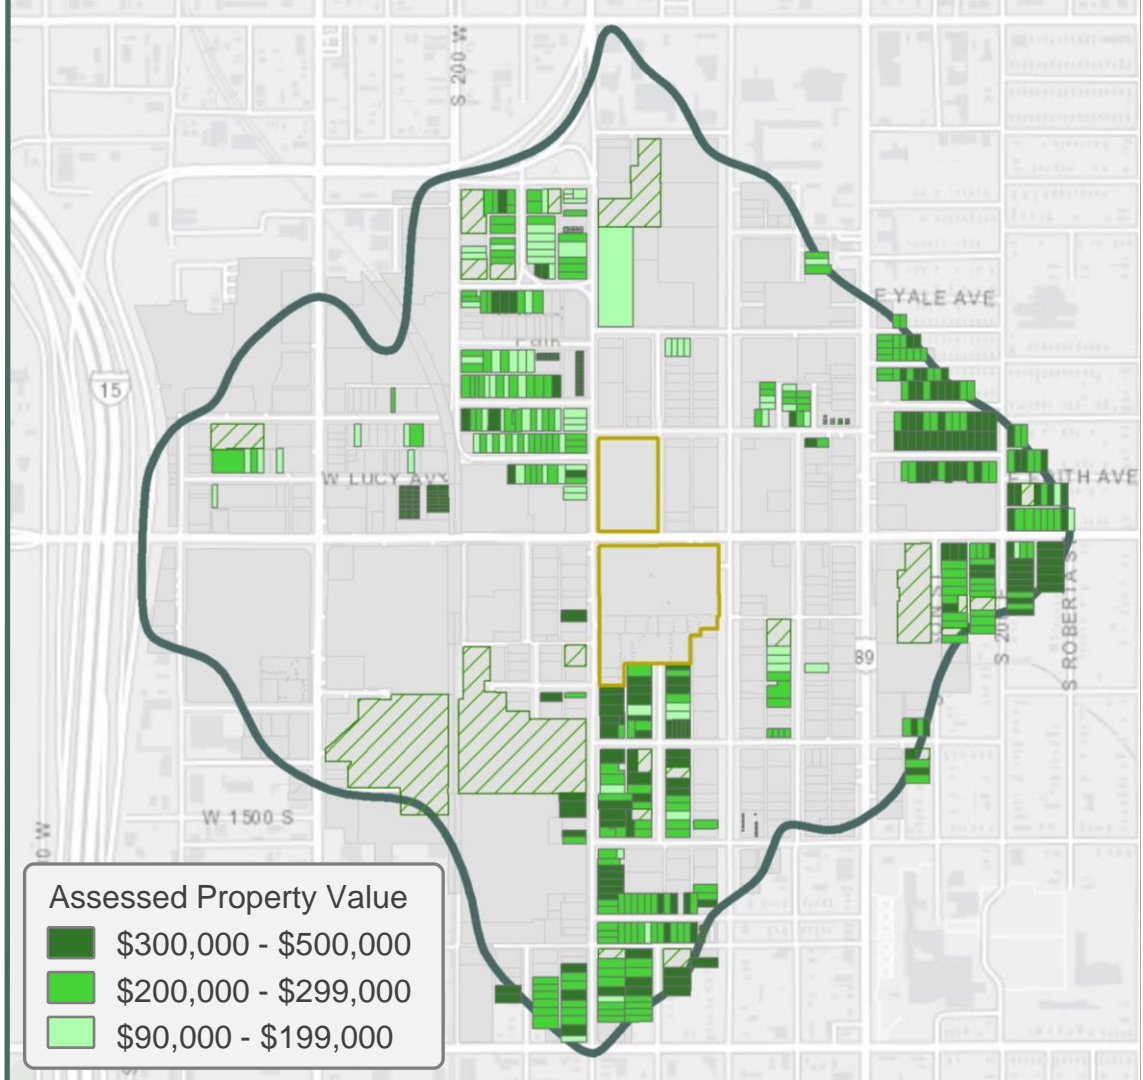 S 200 W
E YALE AVE
15
W LUCY AV
89
S ROBERTA S
W 1500 S
Assessed Property Value
$300,000 - $500,000
$200,000 - $299,000
$90,000 - $199,000